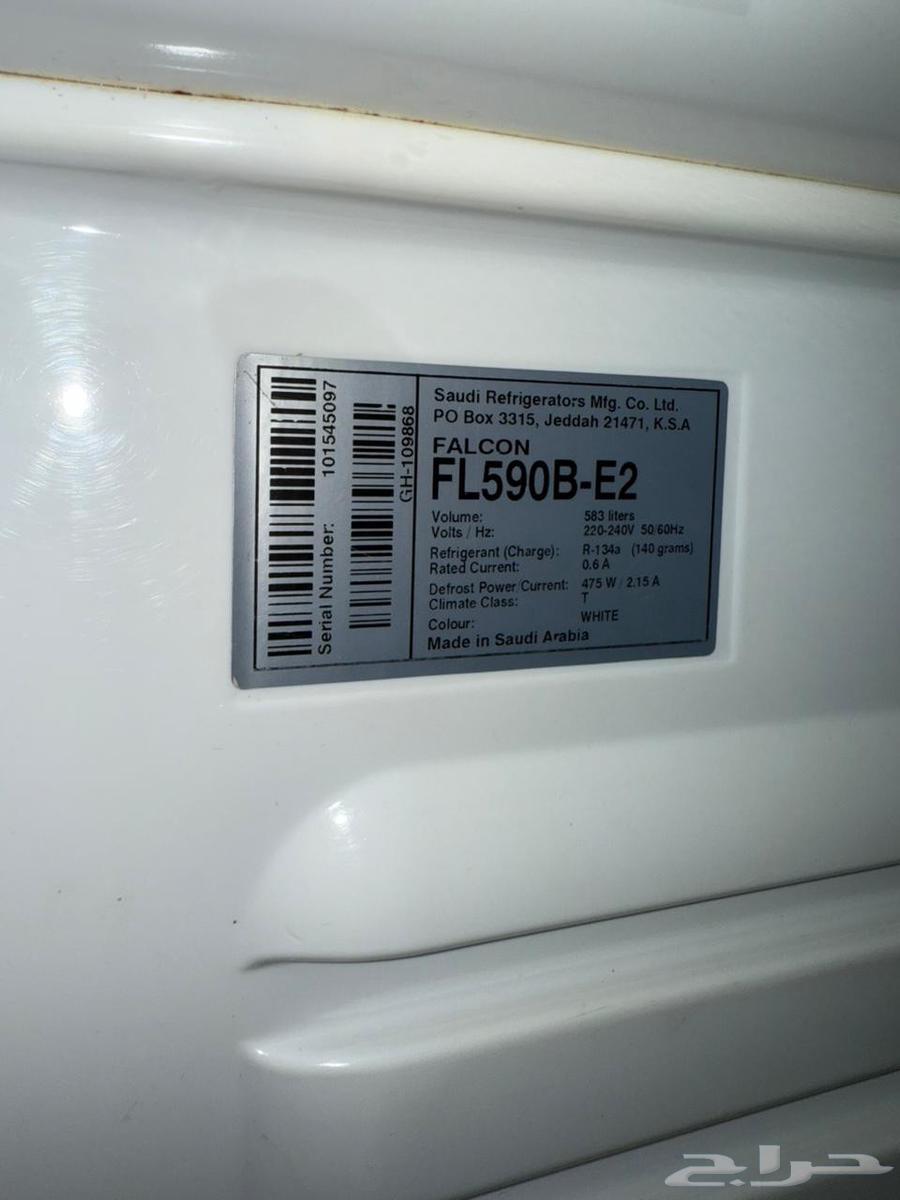 Saudi Refrigerators Mfg. Co. Ltd.
PO Box 3315, Jeddah 21471, K.S.A
FALCON
FL590B-E2
Volume: 583 liters
Volts / Hz: 220-240V 50/60Hz
Refrigerant (Charge): R-134a (140 grams)
Rated Current: 0.6 A
Defrost Power/Current: 475 W / 2.15 A
Climate Class: T
Colour: WHITE
Made in Saudi Arabia
Serial Number: 101545097
GH-109868
حراج